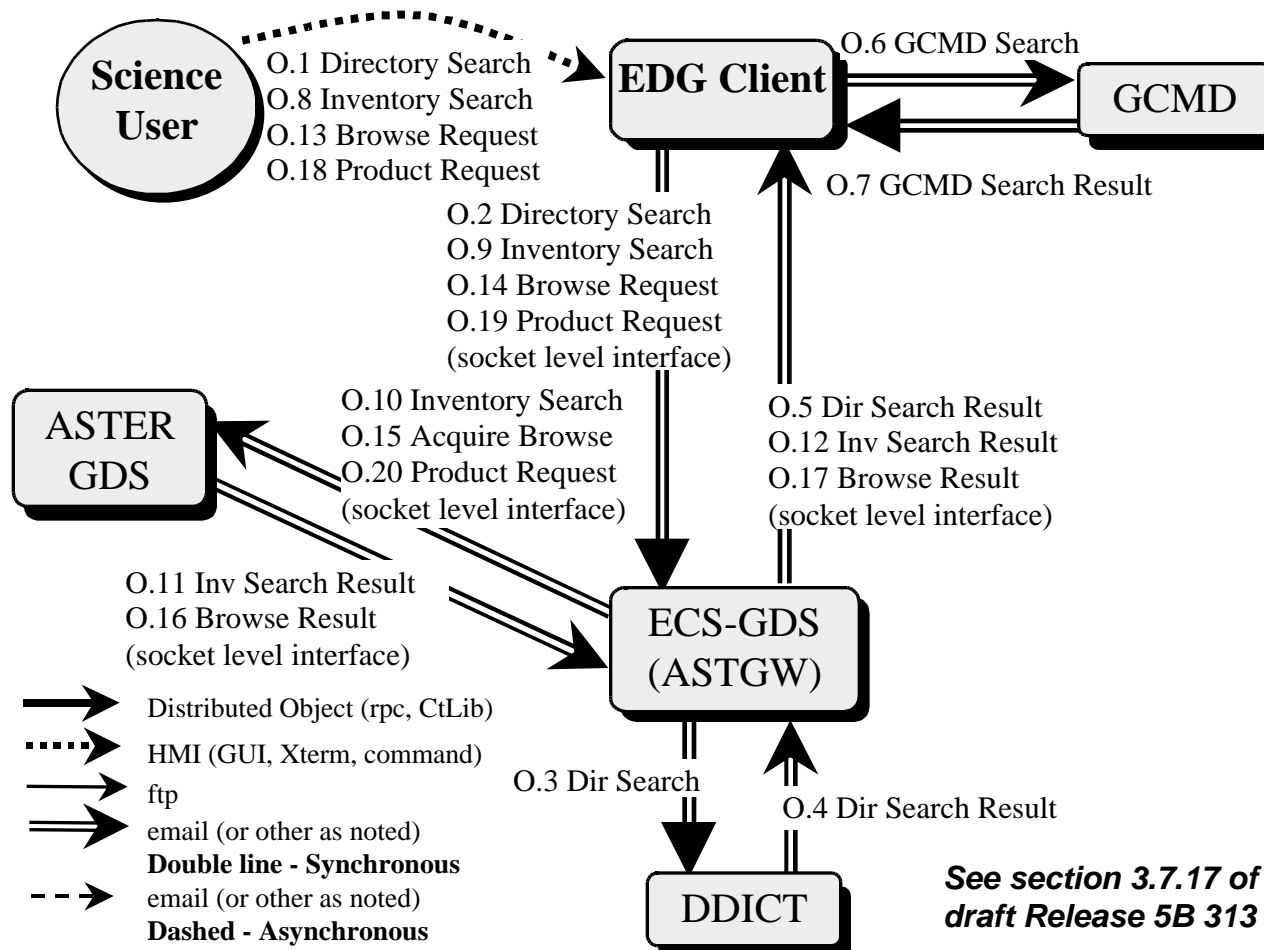 Science
User
O.1 Directory Search
O.8 Inventory Search
O.13 Browse Request
O.18 Product Request
EDG Client
O.6 GCMD Search
GCMD
O.7 GCMD Search Result
O.2 Directory Search
O.9 Inventory Search
O.14 Browse Request
O.19 Product Request
(socket level interface)
ASTER
GDS
O.10 Inventory Search
O.15 Acquire Browse
O.20 Product Request
(socket level interface)
O.5 Dir Search Result
O.12 Inv Search Result
O.17 Browse Result
(socket level interface)
O.11 Inv Search Result
O.16 Browse Result
(socket level interface)
ECS-GDS
(ASTGW)
Distributed Object (rpc, CtLib)
HMI (GUI, Xterm, command)
ftp
email (or other as noted)
Double line - Synchronous
email (or other as noted)
Dashed - Asynchronous
O.3 Dir Search
O.4 Dir Search Result
DDICT
See section 3.7.17 of
draft Release 5B 313